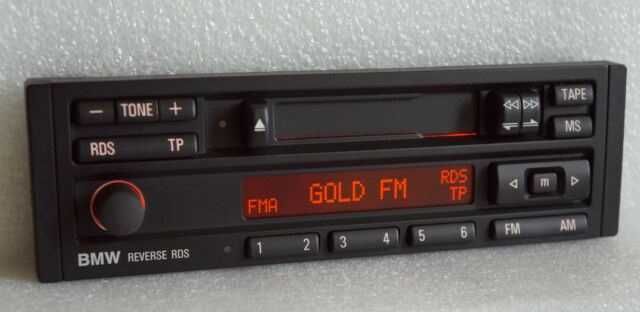 − TONE +
TAPE
RDS TP
MS
GOLD FM
RDS
TP
FMA
m
1 2 3 4 5 6
FM AM
BMW REVERSE RDS